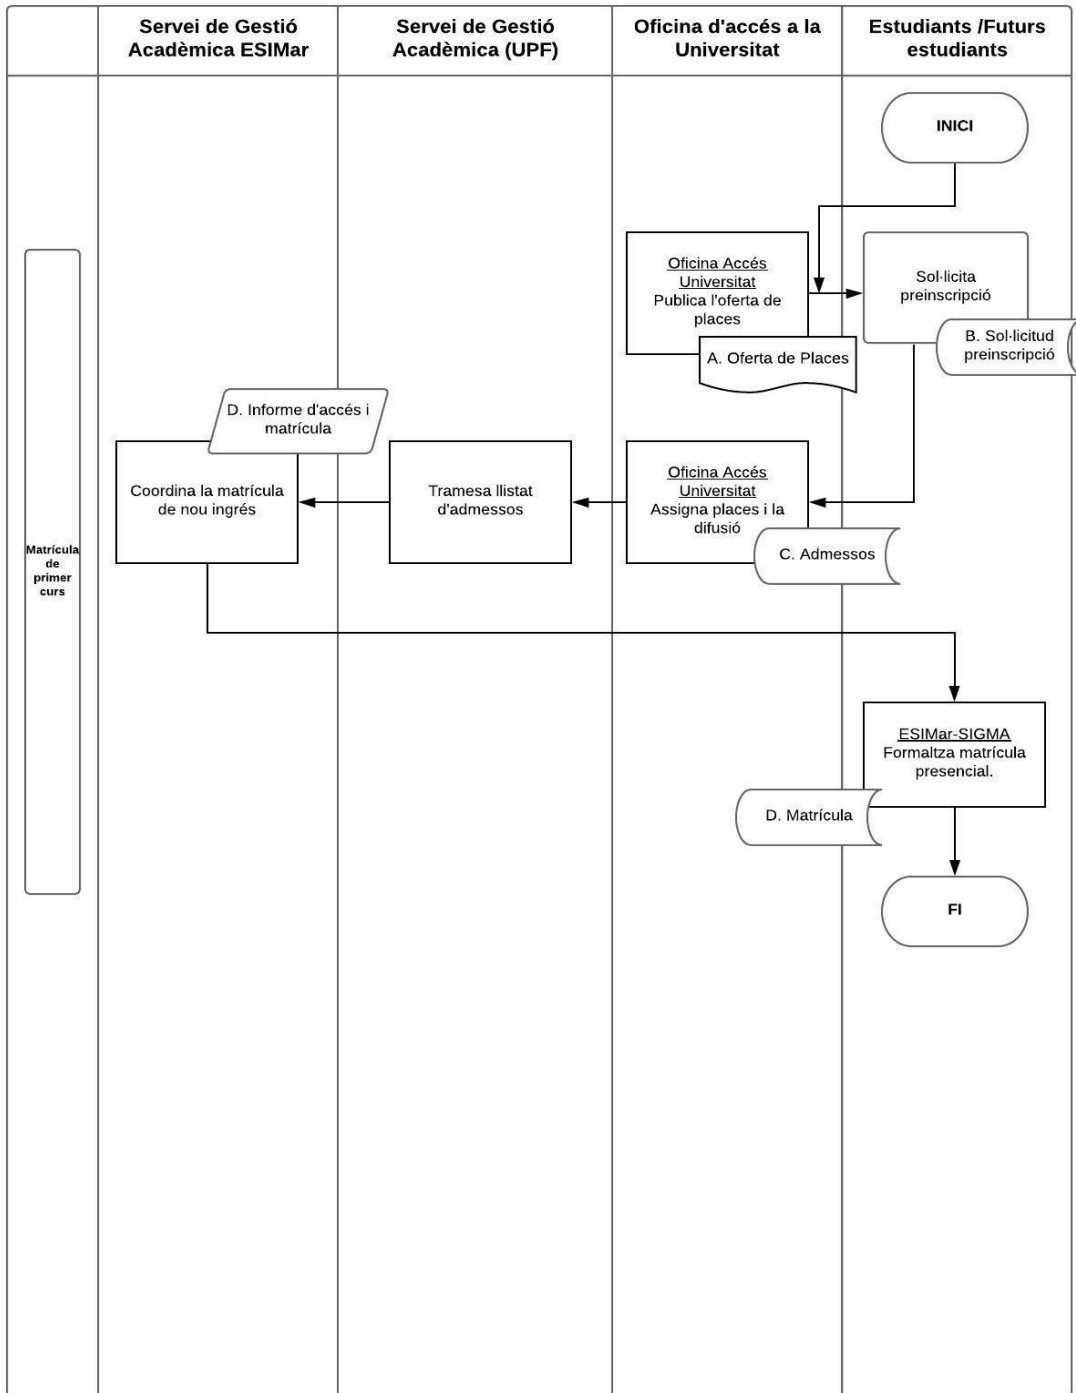 Servei de Gestió
Acadèmica ESIMar
Servei de Gestió
Acadèmica (UPF)
Oficina d'accés a la
Universitat
Estudiants /Futurs
estudiants
INICI
Oficina Accés
Universitat
Publica l'oferta de
places
A. Oferta de Places
Sol·licita
preinscripció
B. Sol·licitud
preinscripció
D. Informe d'accés i
matrícula
Coordina la matrícula
de nou ingrés
Tramesa llistat
d'admessos
Oficina Accés
Universitat
Assigna places i la
difusió
C. Admessos
Matrícula
de
primer
curs
ESIMar-SIGMA
Formaltza matrícula
presencial.
D. Matrícula
FI